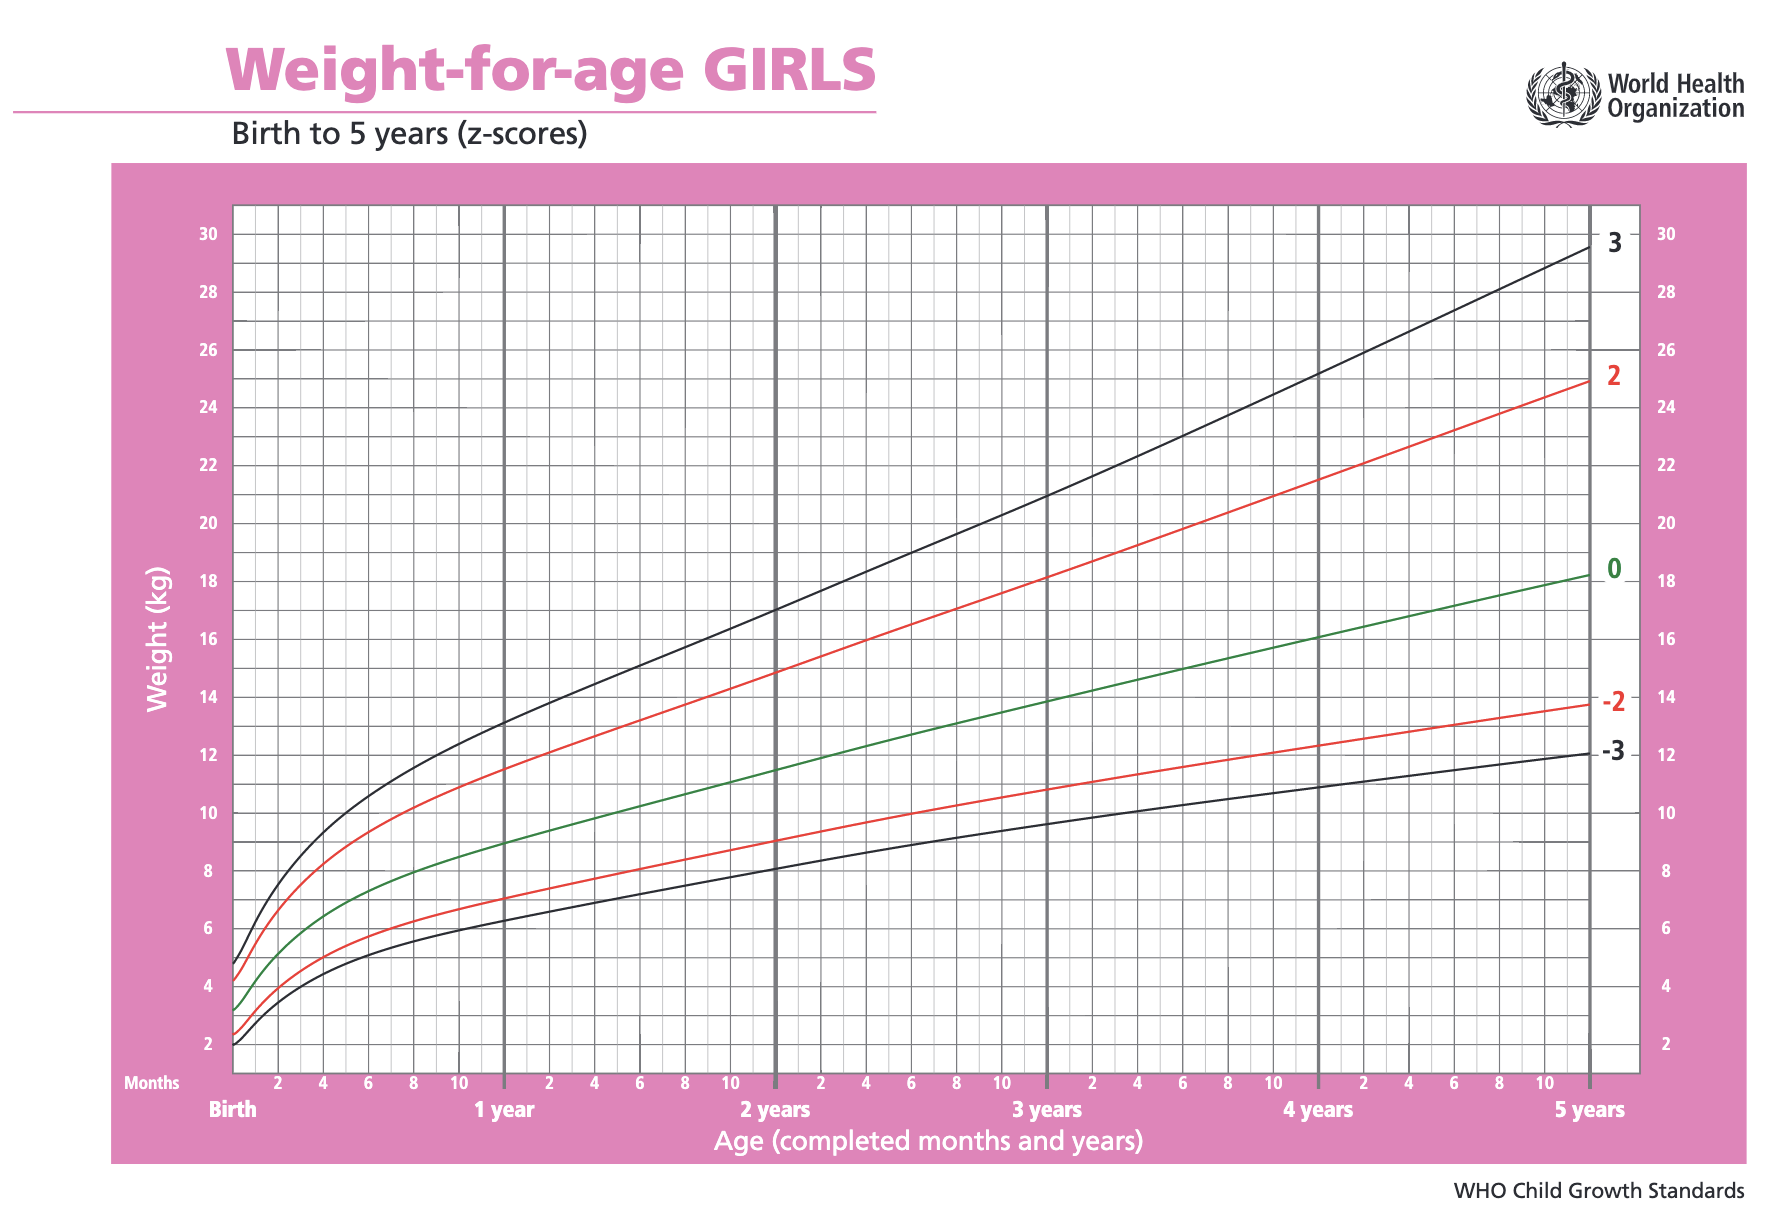 Weight-for-age GIRLS
Birth to 5 years (z-scores)
World Health
Organization
30 30
28 28
26 26
24 24
22 22
20 20
18 18
16 16
14 14
12 12
10 10
8 8
6 6
4 4
2 2
3
2
0
-2
-3
Weight (kg)
Months 2 4 6 8 10 2 4 6 8 10 2 4 6 8 10 2 4 6 8 10 2 4 6 8 10
Birth 1 year 2 years 3 years 4 years 5 years
Age (completed months and years)
WHO Child Growth Standards